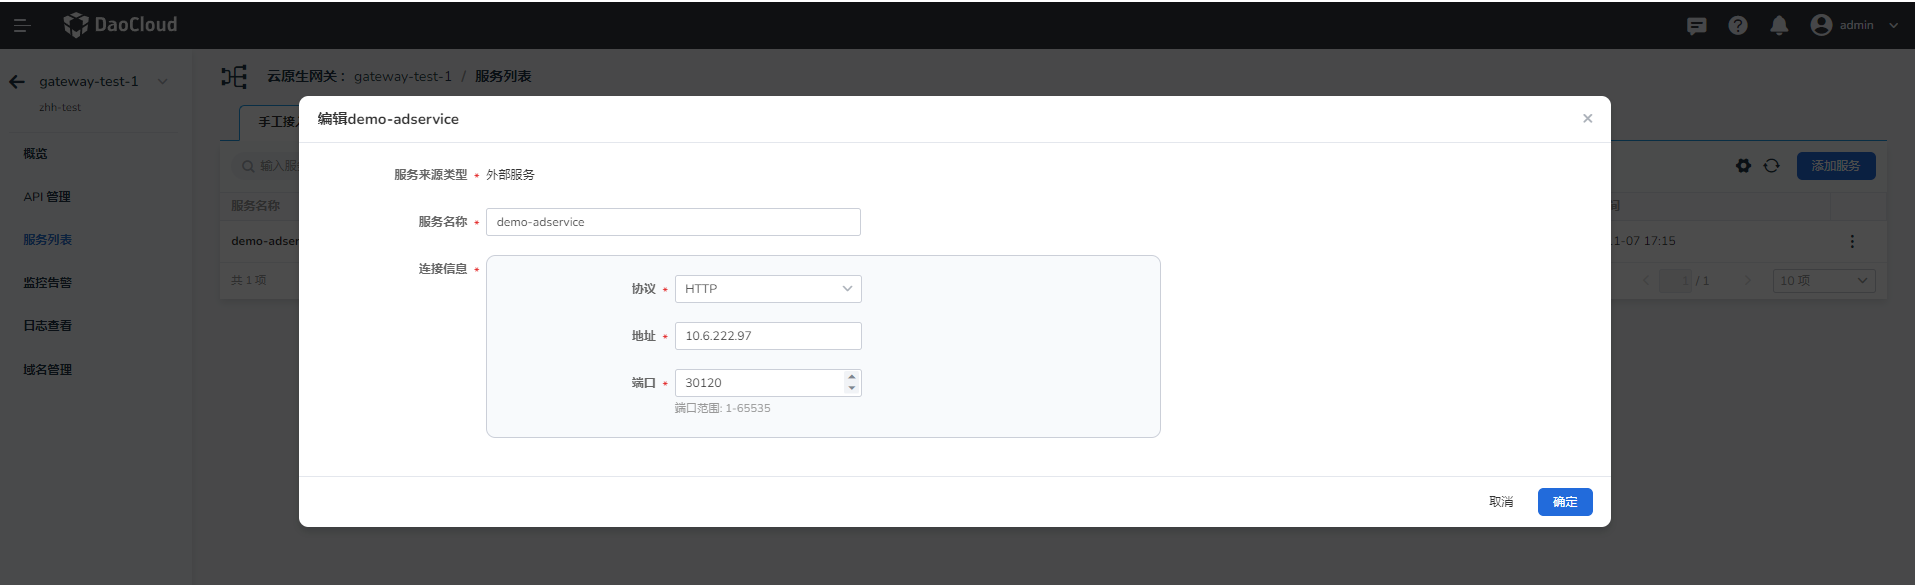 DaoCloud
admin
gateway-test-1
zhh-test
云原生网关： gateway-test-1 / 服务列表
手工接
概览
API 管理
服务列表
监控告警
日志查看
域名管理
输入服
添加服务
服务名称
demo-adser
1-07 17:15
共 1 项
1 / 1
10 项
编辑demo-adservice
服务来源类型 * 外部服务
服务名称 * demo-adservice
连接信息 *
协议 * HTTP
地址 * 10.6.222.97
端口 * 30120
端口范围: 1-65535
取消
确定